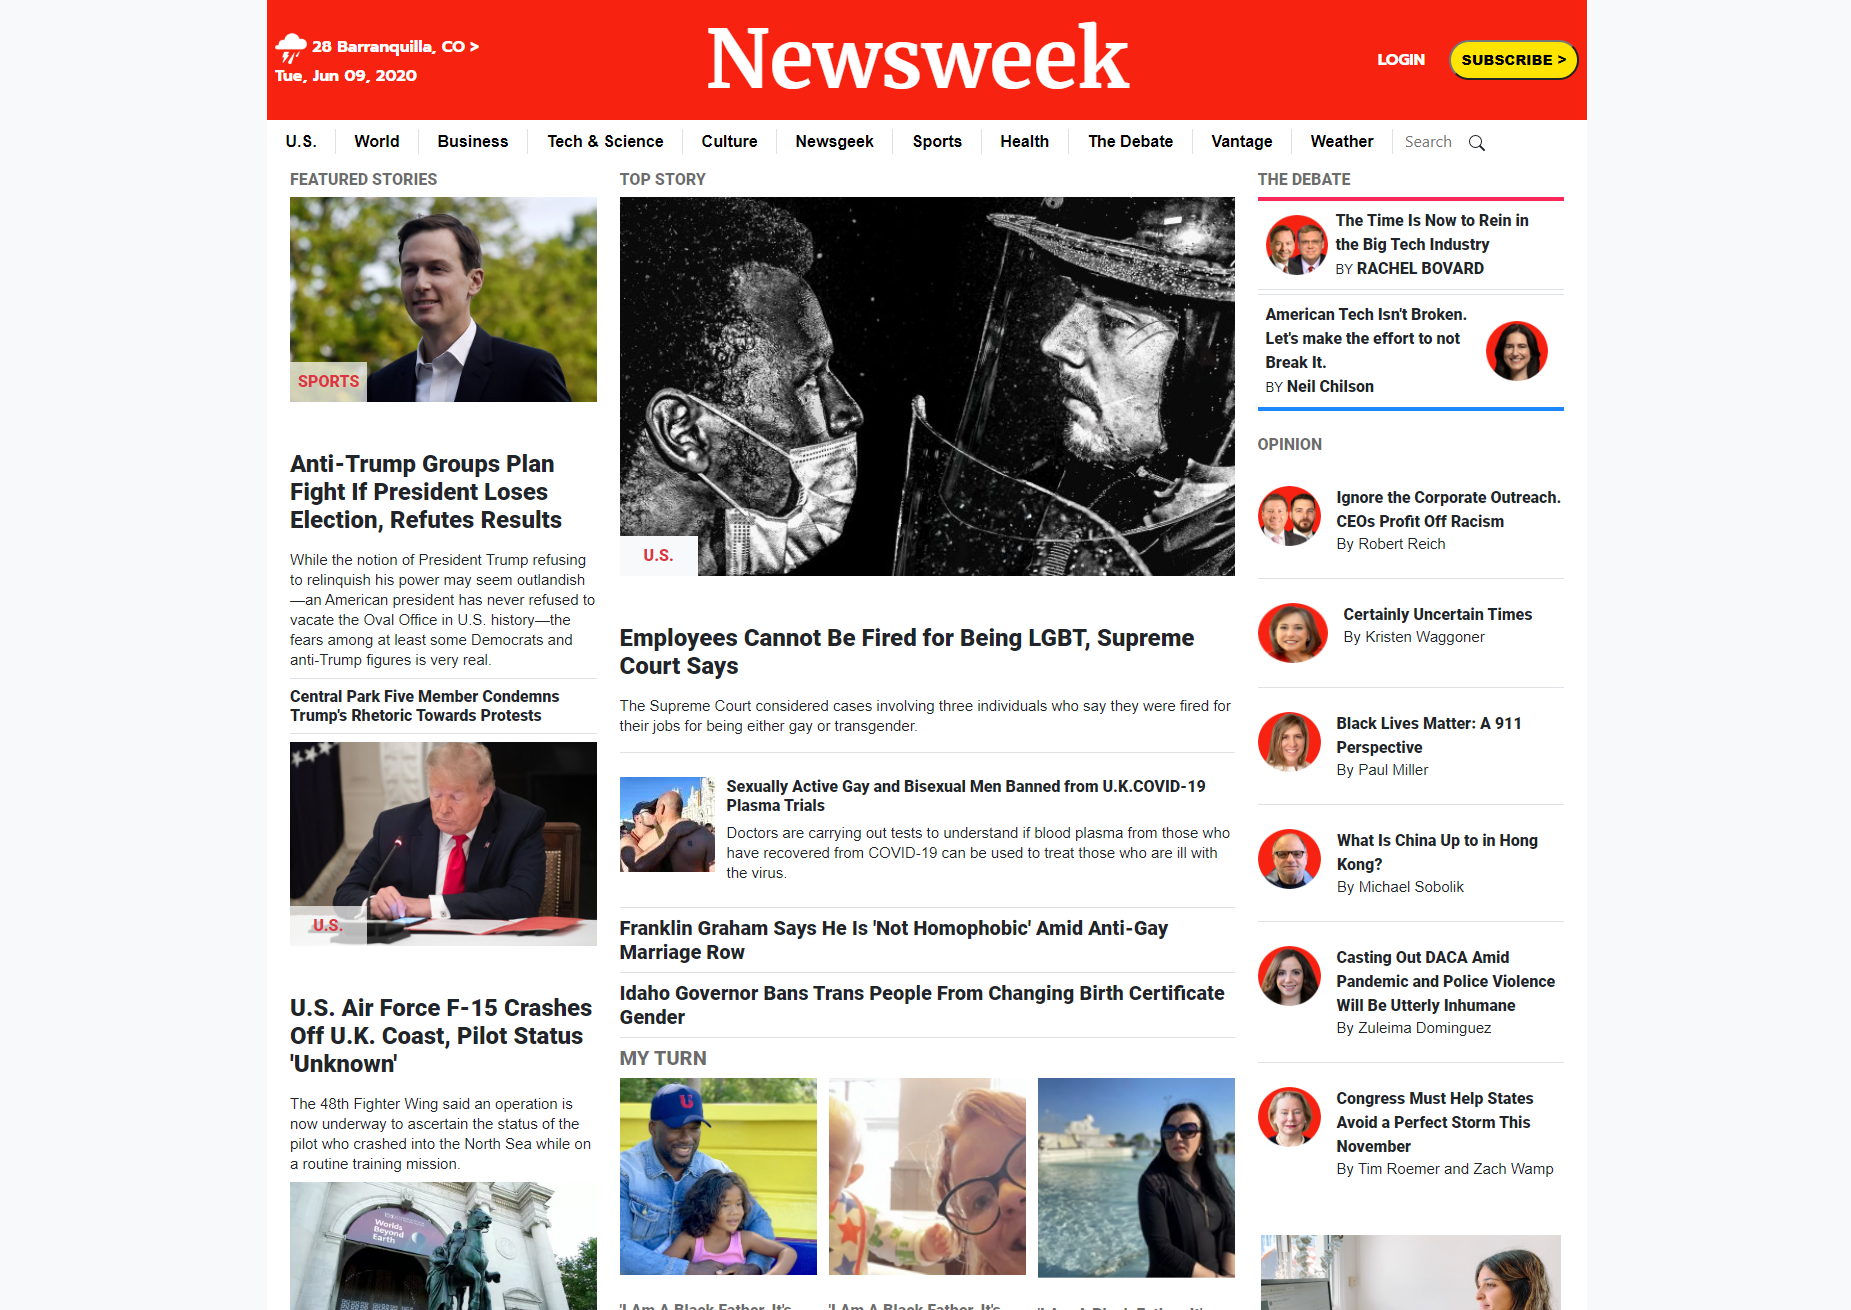 28 Barranquilla, CO >
Tue, Jun 09, 2020
Newsweek
LOGIN
SUBSCRIBE >
U.S.
World
Business
Tech & Science
Culture
Newsgeek
Sports
Health
The Debate
Vantage
Weather
Search
FEATURED STORIES
SPORTS
Anti-Trump Groups Plan
Fight If President Loses
Election, Refutes Results
While the notion of President Trump refusing
to relinquish his power may seem outlandish
—an American president has never refused to
vacate the Oval Office in U.S. history—the
fears among at least some Democrats and
anti-Trump figures is very real.
Central Park Five Member Condemns
Trump's Rhetoric Towards Protests
U.S.
U.S. Air Force F-15 Crashes
Off U.K. Coast, Pilot Status
'Unknown'
The 48th Fighter Wing said an operation is
now underway to ascertain the status of the
pilot who crashed into the North Sea while on
a routine training mission.
Worlds
Beyond
Earth
TOP STORY
U.S.
Employees Cannot Be Fired for Being LGBT, Supreme
Court Says
The Supreme Court considered cases involving three individuals who say they were fired for
their jobs for being either gay or transgender.
Sexually Active Gay and Bisexual Men Banned from U.K.COVID-19
Plasma Trials
Doctors are carrying out tests to understand if blood plasma from those who
have recovered from COVID-19 can be used to treat those who are ill with
the virus.
Franklin Graham Says He Is 'Not Homophobic' Amid Anti-Gay
Marriage Row
Idaho Governor Bans Trans People From Changing Birth Certificate
Gender
MY TURN
'I Am A Black Father. It's
'I Am A Black Father. It's
'I Am A Black Father. It's
THE DEBATE
The Time Is Now to Rein in
the Big Tech Industry
BY RACHEL BOVARD
American Tech Isn't Broken.
Let's make the effort to not
Break It.
BY Neil Chilson
OPINION
Ignore the Corporate Outreach.
CEOs Profit Off Racism
By Robert Reich
Certainly Uncertain Times
By Kristen Waggoner
Black Lives Matter: A 911
Perspective
By Paul Miller
What Is China Up to in Hong
Kong?
By Michael Sobolik
Casting Out DACA Amid
Pandemic and Police Violence
Will Be Utterly Inhumane
By Zuleima Dominguez
Congress Must Help States
Avoid a Perfect Storm This
November
By Tim Roemer and Zach Wamp